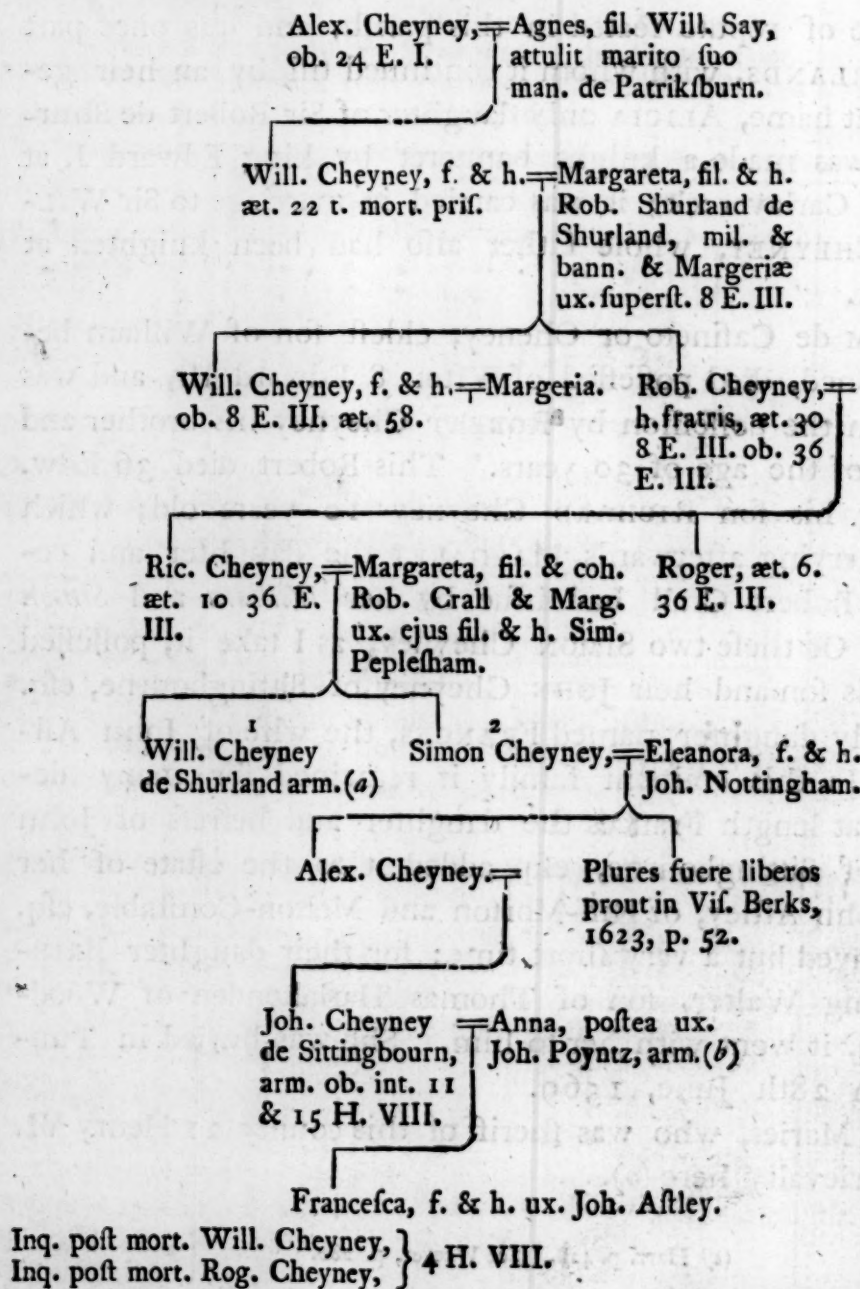 Alex. Cheyney,
ob. 24 E. I.
Agnes, fil. Will. Say,
attulit marito ſuo
man. de Patrikſburn.
Will. Cheyney, f. & h.
æt. 22 t. mort. priſ.
Margareta, fil. & h.
Rob. Shurland de
Shurland, mil. &
bann. & Margeriæ
ux. ſuperſt. 8 E. III.
Will. Cheyney, f. & h.
ob. 8 E. III. æt. 58.
Margeria.
Rob. Cheyney,
h. fratris, æt. 30
8 E. III. ob. 36
E. III.
Ric. Cheyney,
æt. 10 36 E.
III.
Margareta, fil. & coh.
Rob. Crall & Marg.
ux. ejus fil. & h. Sim.
Pepleſham.
Roger, æt. 6.
36 E. III.
1
Will. Cheyney
de Shurland arm. (a)
2
Simon Cheyney,
Eleanora, f. & h.
Joh. Nottingham.
Alex. Cheyney.
Plures fuere liberos
prout in Viſ. Berks,
1623, p. 52.
Joh. Cheyney
de Sittingbourn,
arm. ob. int. 11
& 15 H. VIII.
Anna, poſtea ux.
Joh. Poyntz, arm. (b)
Franceſca, f. & h. ux. Joh. Aſtley.
Inq. poſt mort. Will. Cheyney, } 4 H. VIII.
Inq. poſt mort. Rog. Cheyney,